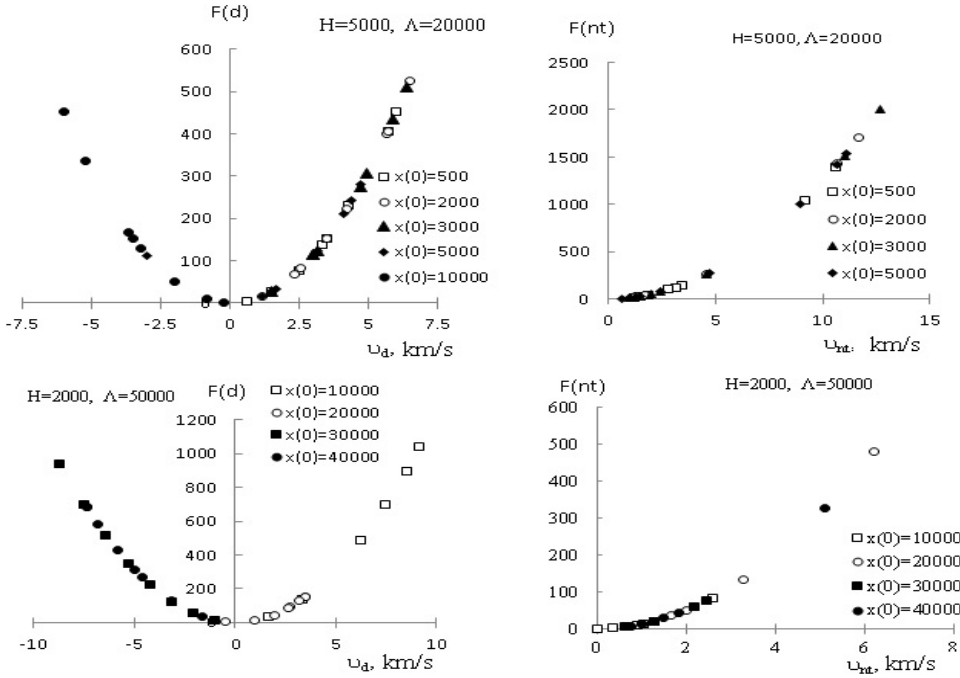 F(d)
H=5000, Λ=20000
600
500
400
300
200
100
0
-7.5 -5 -2.5 0 2.5 5 7.5
x(0)=500
x(0)=2000
x(0)=3000
x(0)=5000
x(0)=10000
υd, km/s
F(nt)
H=5000, Λ=20000
2500
2000
1500
1000
500
0
0 5 10 15
x(0)=500
x(0)=2000
x(0)=3000
x(0)=5000
υnt, km/s
H=2000, Λ=50000
F(d)
1200
1000
800
600
400
200
0
-10 -5 0 5 10
x(0)=10000
x(0)=20000
x(0)=30000
x(0)=40000
υd, km/s
F(nt)
H=2000, Λ=50000
600
500
400
300
200
100
0
0 2 4 6 8
x(0)=10000
x(0)=20000
x(0)=30000
x(0)=40000
υnt, km/s